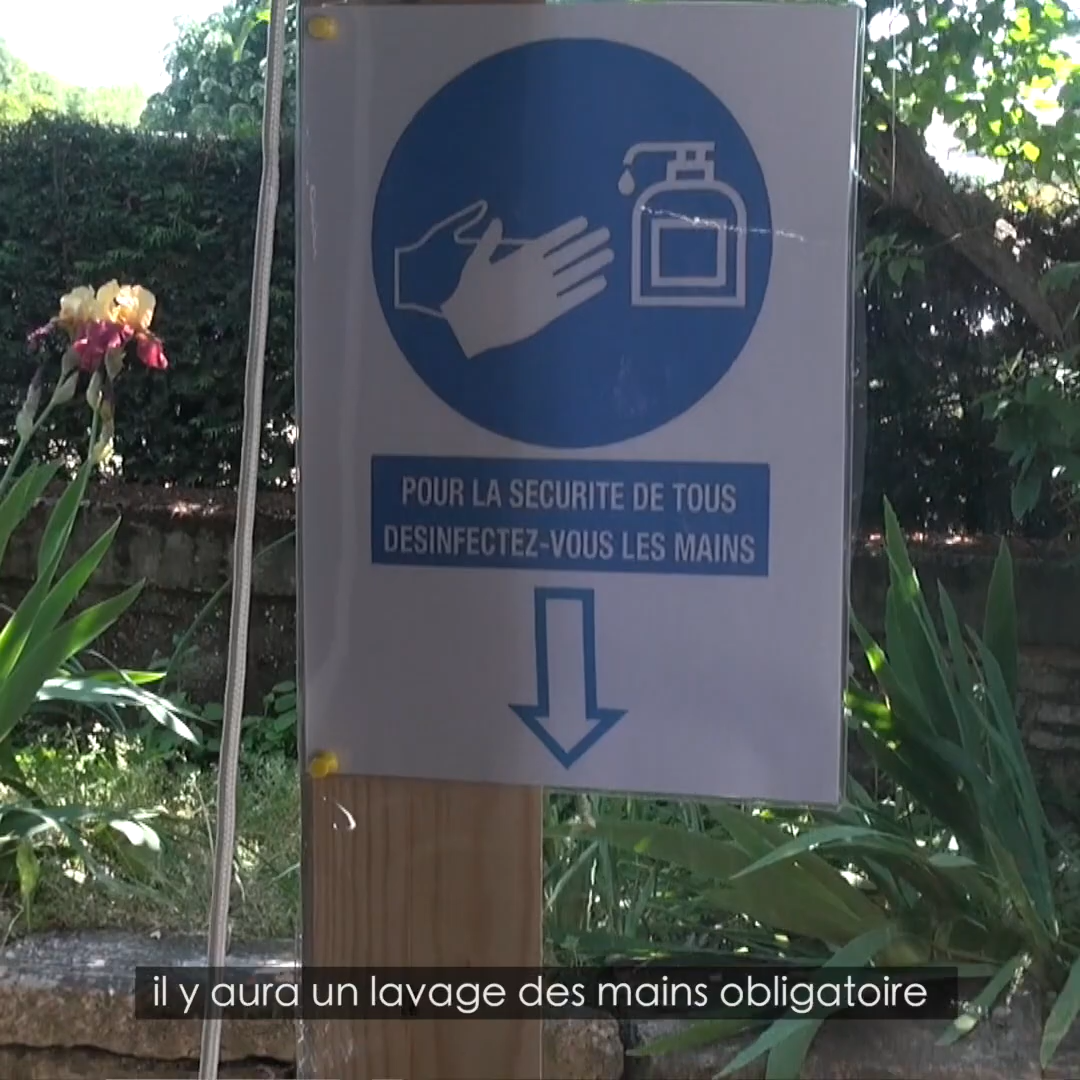 POUR LA SECURITE DE TOUS
DESINFECTEZ-VOUS LES MAINS
il y aura un lavage des mains obligatoire